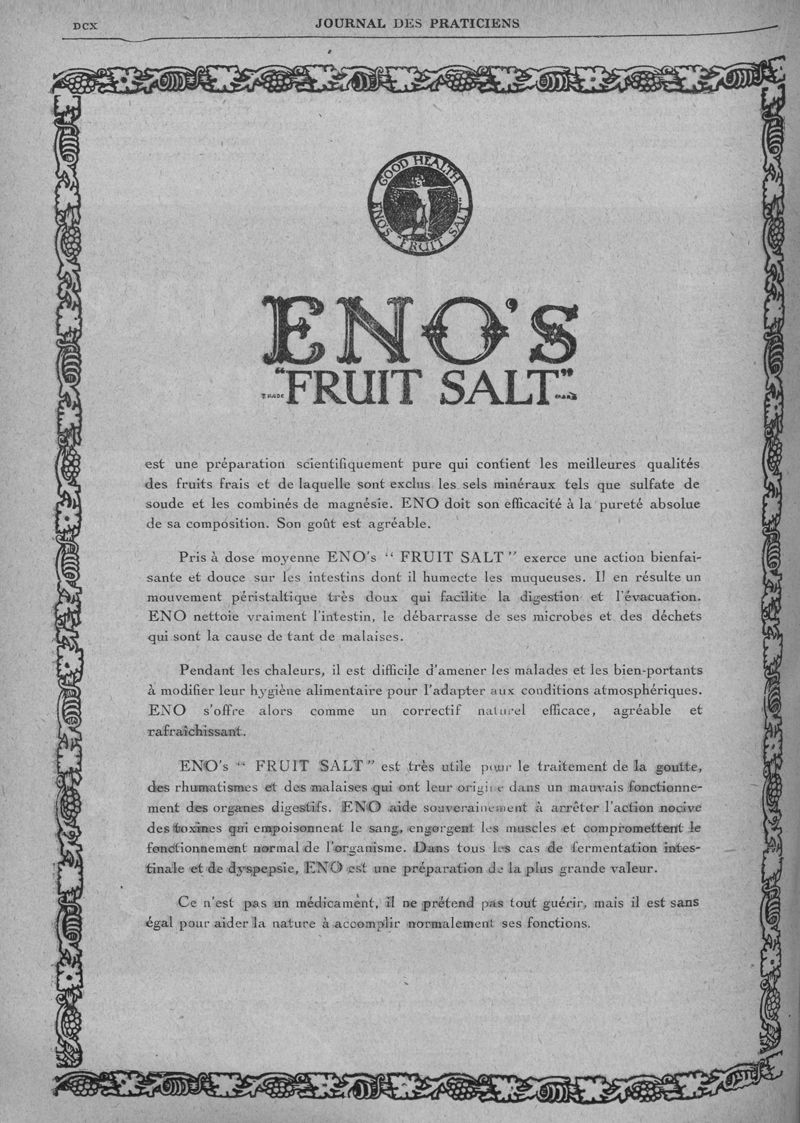 DCX
JOURNAL DES PRATICIENS
GOOD HEALTH
ENO'S "FRUIT SALT"
ENO'S
TRADE "FRUIT SALT" MARK
est une préparation scientifiquement pure qui contient les meilleures qualités
des fruits frais et de laquelle sont exclus les sels minéraux tels que sulfate de
soude et les combinés de magnésie. ENO doit son efficacité à la pureté absolue
de sa composition. Son goût est agréable.
Pris à dose moyenne ENO's “ FRUIT SALT ” exerce une action bienfai-
sante et douce sur les intestins dont il humecte les muqueuses. Il en résulte un
mouvement péristaltique très doux qui facilite la digestion et l'évacuation.
ENO nettoie vraiment l'intestin, le débarrasse de ses microbes et des déchets
qui sont la cause de tant de malaises.
Pendant les chaleurs, il est difficile d'amener les malades et les bien-portants
à modifier leur hygiène alimentaire pour l'adapter aux conditions atmosphériques.
ENO s'offre alors comme un correctif naturel efficace, agréable et
rafraîchissant.
ENO's “ FRUIT SALT ” est très utile pour le traitement de la goutte,
des rhumatismes et des malaises qui ont leur origine dans un mauvais fonctionne-
ment des organes digestifs. ENO aide souverainement à arrêter l'action nocive
des toxines qui empoisonnent le sang, engorgent les muscles et compromettent le
fonctionnement normal de l'organisme. Dans tous les cas de fermentation intes-
tinale et de dyspepsie, ENO est une préparation de la plus grande valeur.
Ce n'est pas un médicament, il ne prétend pas tout guérir, mais il est sans
égal pour aider la nature à accomplir normalement ses fonctions.